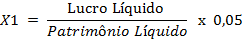 X1 = Lucro Líquido / Patrimônio Líquido x 0,05